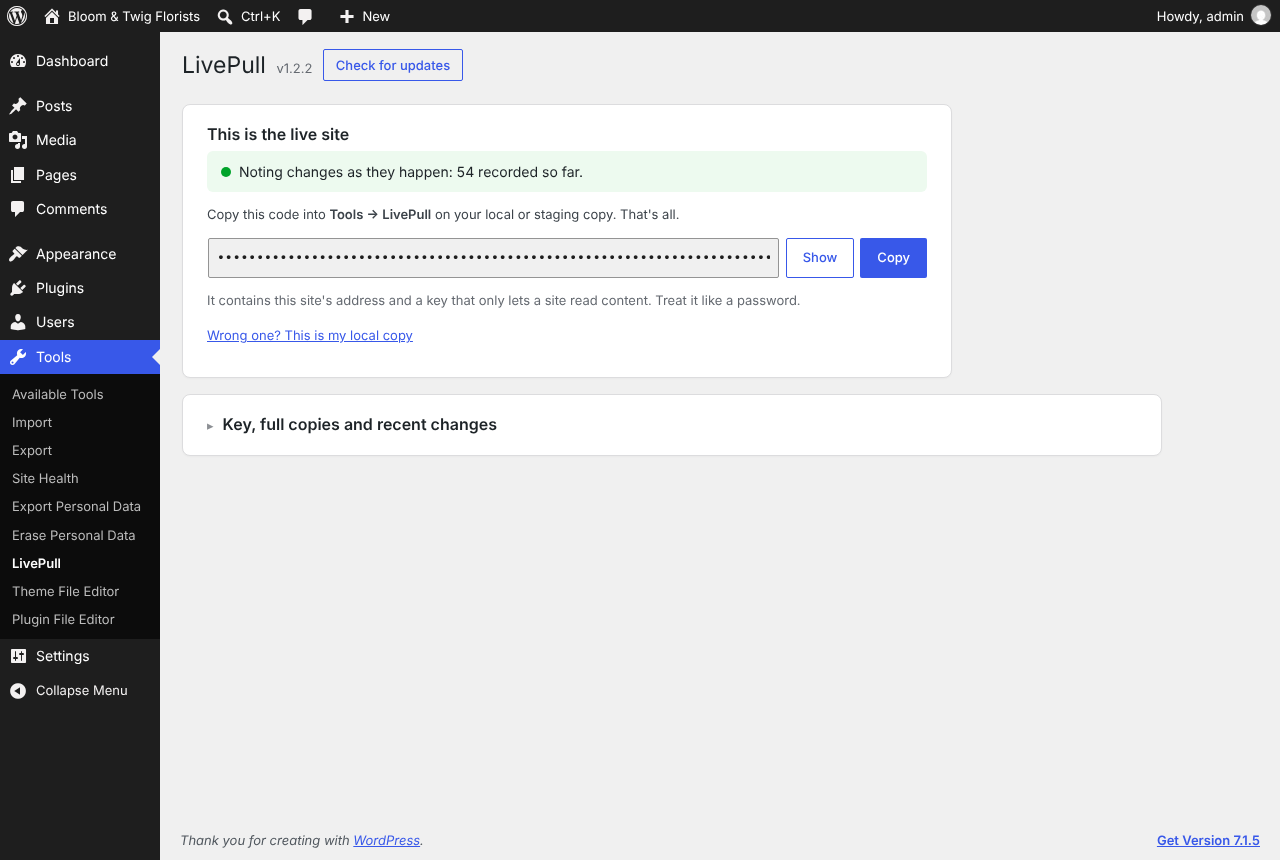 Bloom & Twig Florists
Ctrl+K
New
Howdy, admin
Dashboard
Posts
Media
Pages
Comments
Appearance
Plugins
Users
Tools
Available Tools
Import
Export
Site Health
Export Personal Data
Erase Personal Data
LivePull
Theme File Editor
Plugin File Editor
Settings
Collapse Menu
LivePull v1.2.2 Check for updates
This is the live site
Noting changes as they happen: 54 recorded so far.
Copy this code into Tools → LivePull on your local or staging copy. That's all.
Show
Copy
It contains this site's address and a key that only lets a site read content. Treat it like a password.
Wrong one? This is my local copy
Key, full copies and recent changes
Thank you for creating with WordPress.
Get Version 7.1.5